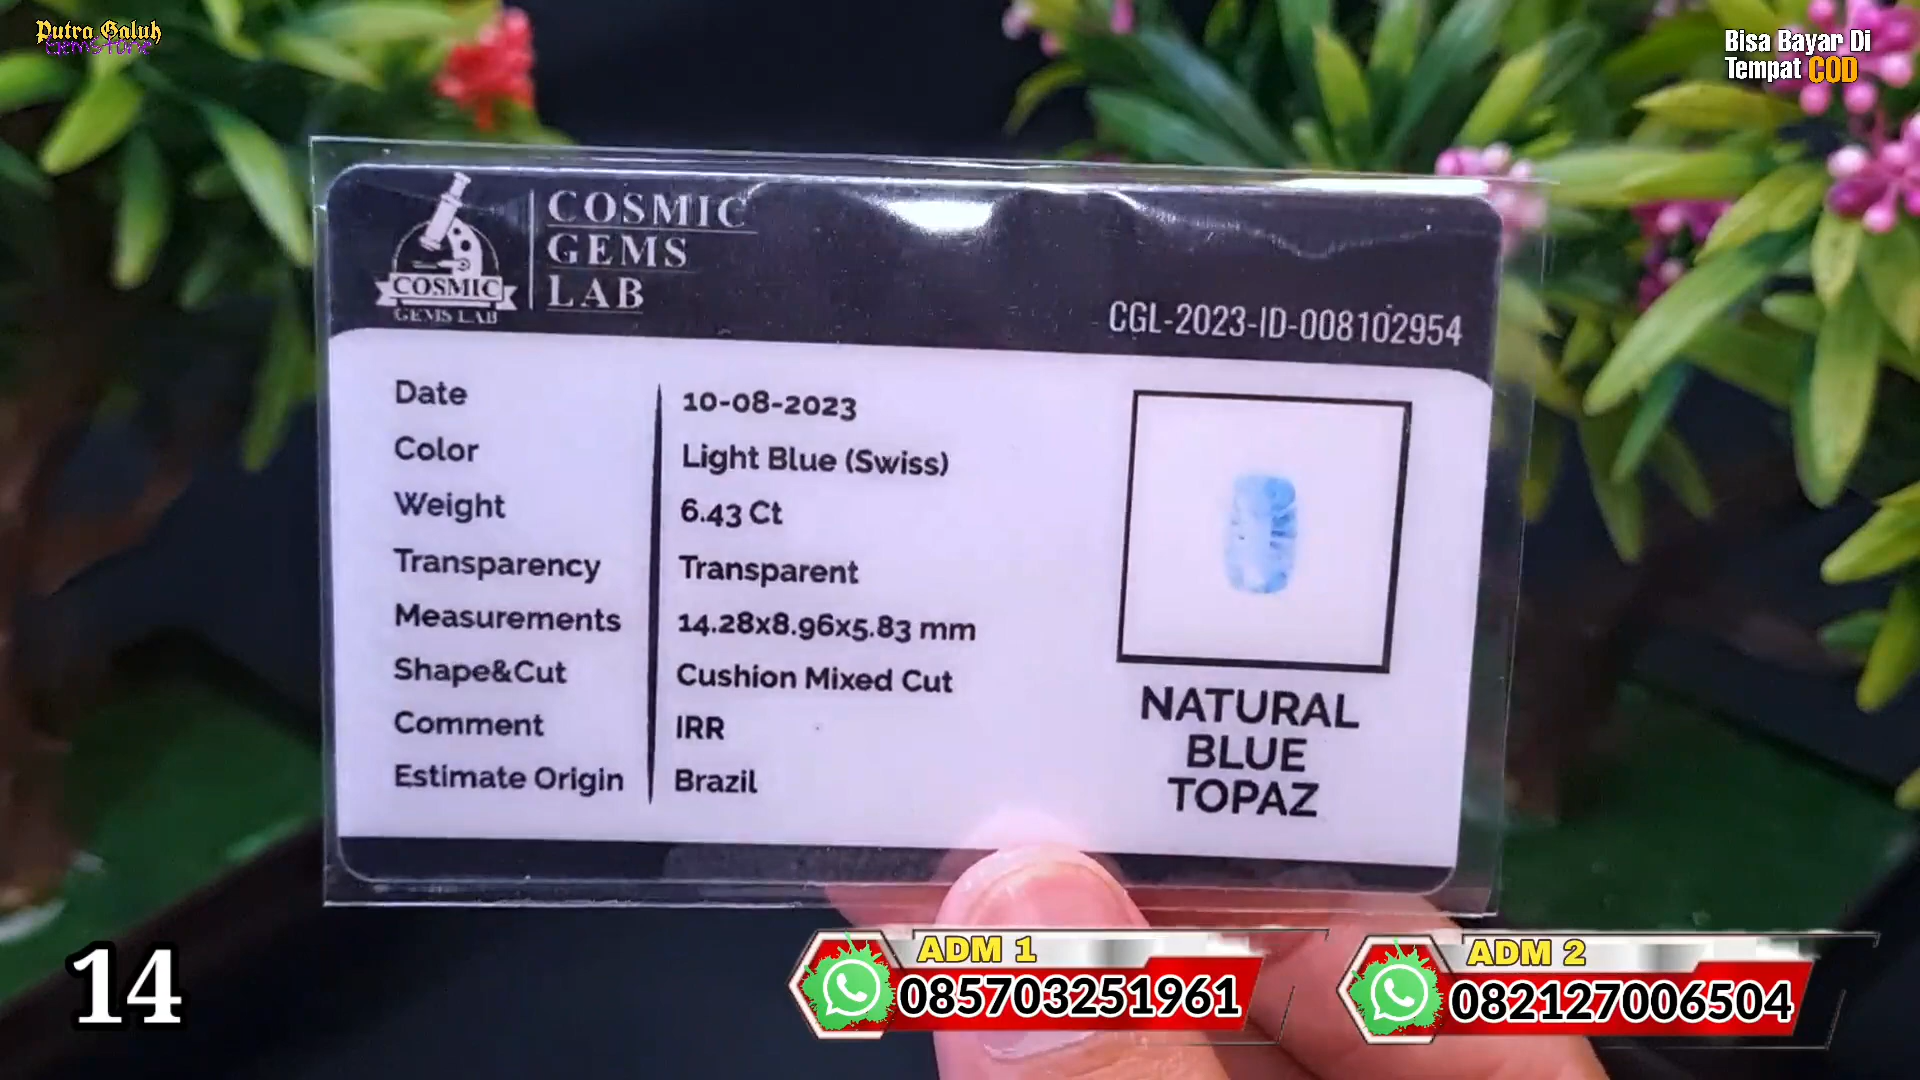 Putra Galuh
Gemstone
Bisa Bayar Di
Tempat COD
COSMIC
GEMS LAB
COSMIC
GEMS
LAB
CGL-2023-ID-008102954
Date 10-08-2023
Color Light Blue (Swiss)
Weight 6.43 Ct
Transparency Transparent
Measurements 14.28x8.96x5.83 mm
Shape&Cut Cushion Mixed Cut
Comment IRR
Estimate Origin Brazil
NATURAL
BLUE
TOPAZ
14
ADM 1
085703251961
ADM 2
082127006504